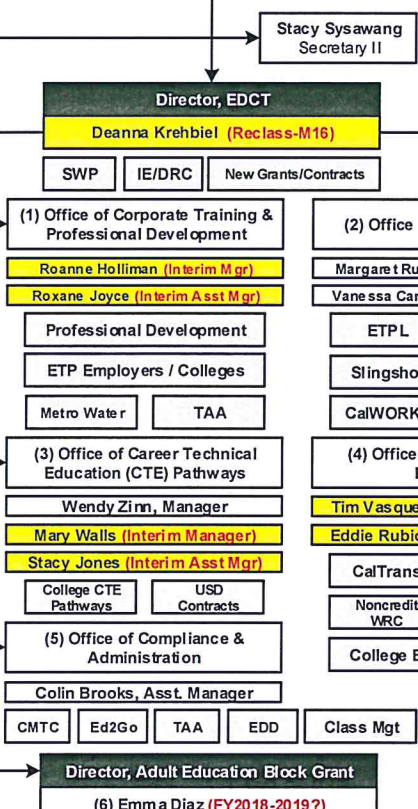 Stacy Sysawang
Secretary II
Director, EDCT
Deanna Krehbiel (Reclass-M16)
SWP
IE/DRC
New Grants/Contracts
(1) Office of Corporate Training &
Professional Development
Roanne Holliman (Interim Mgr)
Roxane Joyce (Interim Asst Mgr)
Professional Development
ETP Employers / Colleges
Metro Water
TAA
(2) Office
Margaret Ru
Vanessa Car
ETPL
Slingsho
CalWORK
(3) Office of Career Technical
Education (CTE) Pathways
Wendy Zinn, Manager
Mary Walls (Interim Manager)
Stacy Jones (Interim Asst Mgr)
College CTE
Pathways
USD
Contracts
(4) Office
Tim Vasque
Eddie Rubio
CalTrans
Noncredit
WRC
College E
(5) Office of Compliance &
Administration
Colin Brooks, Asst. Manager
CMTC
Ed2Go
TAA
EDD
Class Mgt
Director, Adult Education Block Grant
(6) Emma Diaz (FY2018-2019?)